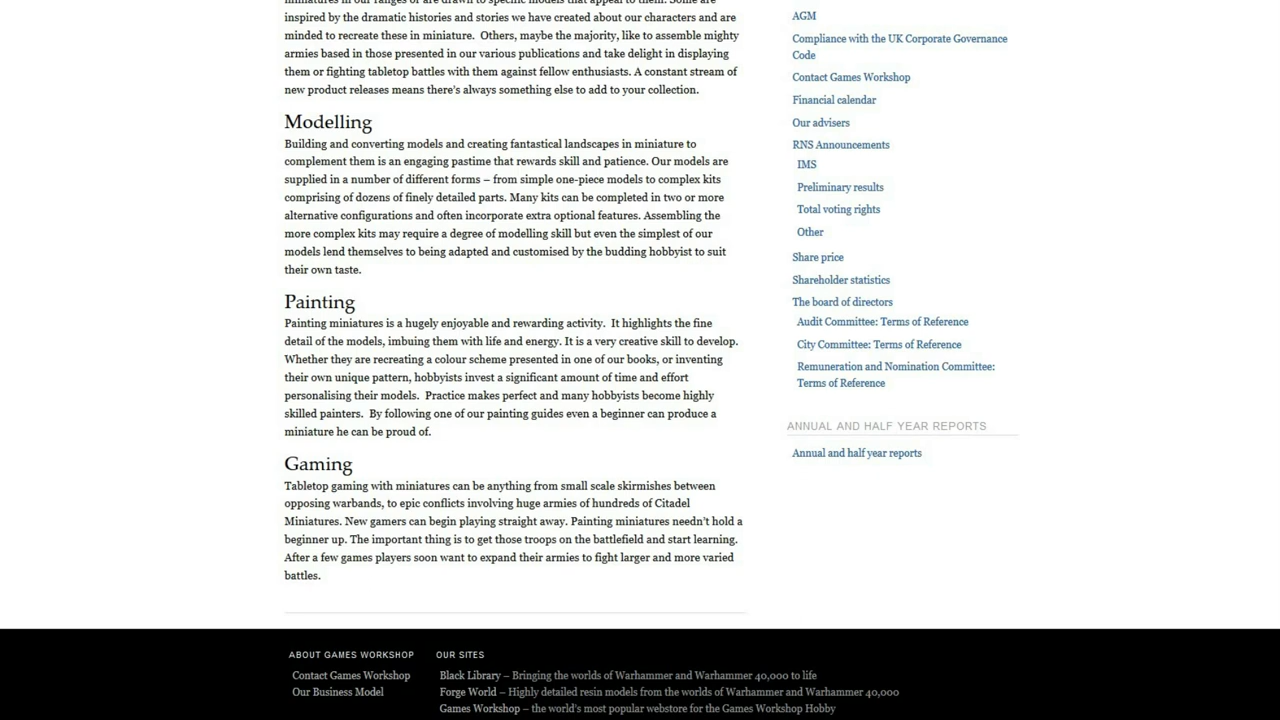 miniatures in our ranges or are drawn to specific models that appeal to them. Some are
inspired by the dramatic histories and stories we have created about our characters and are
minded to recreate these in miniature.  Others, maybe the majority, like to assemble mighty
armies based in those presented in our various publications and take delight in displaying
them or fighting tabletop battles with them against fellow enthusiasts. A constant stream of
new product releases means there's always something else to add to your collection.
Modelling
Building and converting models and creating fantastical landscapes in miniature to
complement them is an engaging pastime that rewards skill and patience. Our models are
supplied in a number of different forms – from simple one-piece models to complex kits
comprising of dozens of finely detailed parts. Many kits can be completed in two or more
alternative configurations and often incorporate extra optional features. Assembling the
more complex kits may require a degree of modelling skill but even the simplest of our
models lend themselves to being adapted and customised by the budding hobbyist to suit
their own taste.
Painting
Painting miniatures is a hugely enjoyable and rewarding activity.  It highlights the fine
detail of the models, imbuing them with life and energy. It is a very creative skill to develop.
Whether they are recreating a colour scheme presented in one of our books, or inventing
their own unique pattern, hobbyists invest a significant amount of time and effort
personalising their models.  Practice makes perfect and many hobbyists become highly
skilled painters.  By following one of our painting guides even a beginner can produce a
miniature he can be proud of.
Gaming
Tabletop gaming with miniatures can be anything from small scale skirmishes between
opposing warbands, to epic conflicts involving huge armies of hundreds of Citadel
Miniatures. New gamers can begin playing straight away. Painting miniatures needn't hold a
beginner up. The important thing is to get those troops on the battlefield and start learning.
After a few games players soon want to expand their armies to fight larger and more varied
battles.
AGM
Compliance with the UK Corporate Governance
Code
Contact Games Workshop
Financial calendar
Our advisers
RNS Announcements
IMS
Preliminary results
Total voting rights
Other
Share price
Shareholder statistics
The board of directors
Audit Committee: Terms of Reference
City Committee: Terms of Reference
Remuneration and Nomination Committee:
Terms of Reference
ANNUAL AND HALF YEAR REPORTS
Annual and half year reports
ABOUT GAMES WORKSHOP
Contact Games Workshop
Our Business Model
OUR SITES
Black Library – Bringing the worlds of Warhammer and Warhammer 40,000 to life
Forge World – Highly detailed resin models from the worlds of Warhammer and Warhammer 40,000
Games Workshop – the world's most popular webstore for the Games Workshop Hobby